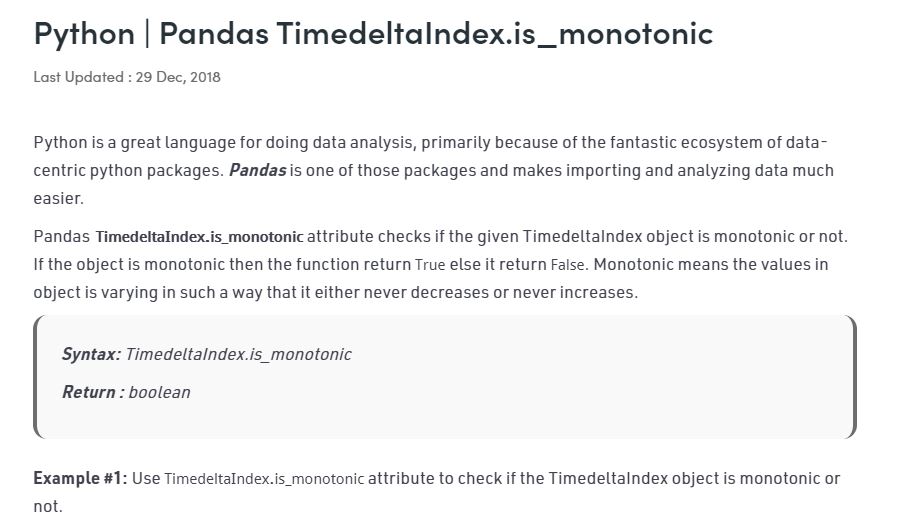 Python | Pandas TimedeltaIndex.is_monotonic
Last Updated : 29 Dec, 2018
Python is a great language for doing data analysis, primarily because of the fantastic ecosystem of data-
centric python packages. Pandas is one of those packages and makes importing and analyzing data much
easier.
Pandas TimedeltaIndex.is_monotonic attribute checks if the given TimedeltaIndex object is monotonic or not.
If the object is monotonic then the function return True else it return False. Monotonic means the values in
object is varying in such a way that it either never decreases or never increases.
Syntax: TimedeltaIndex.is_monotonic
Return : boolean
Example #1: Use TimedeltaIndex.is_monotonic attribute to check if the TimedeltaIndex object is monotonic or
not.